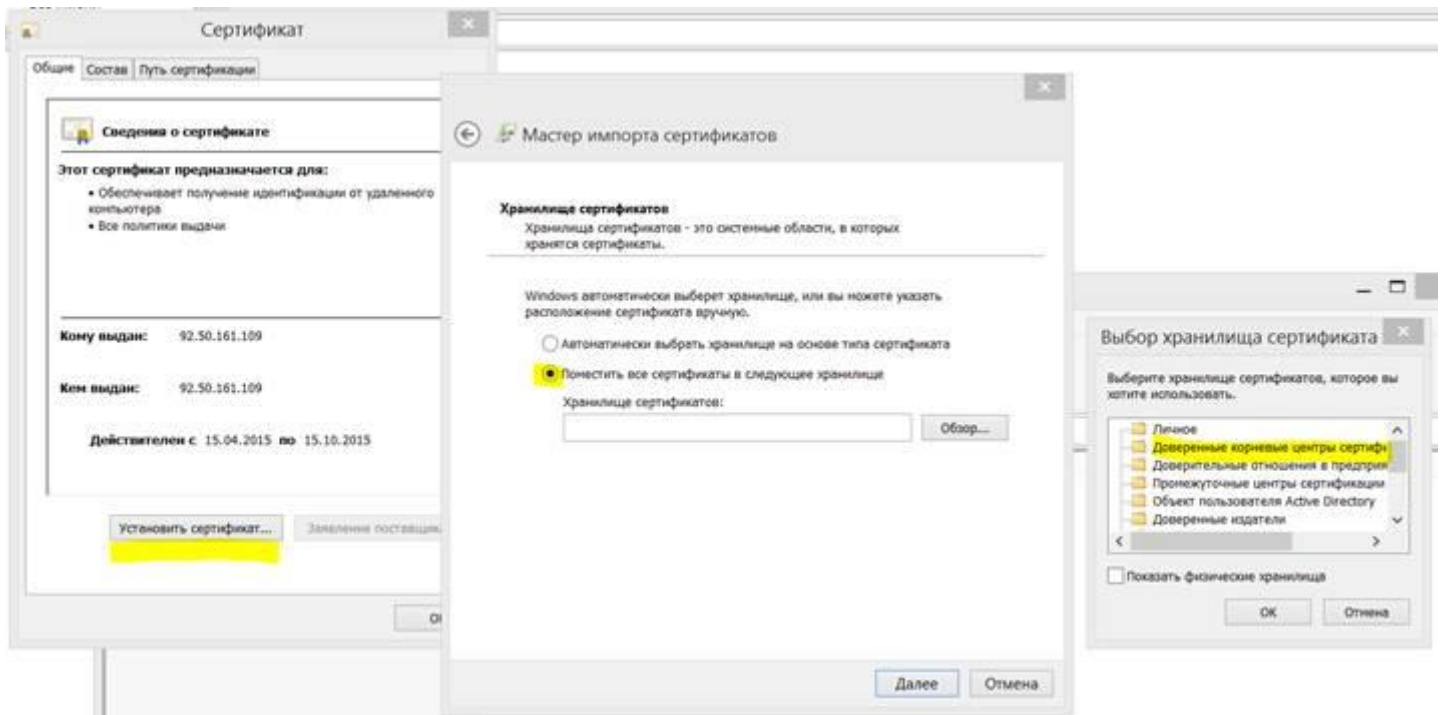 Сертификат
Общие Состав Путь сертификации
Сведения о сертификате
Этот сертификат предназначается для:
• Обеспечивает получение идентификации от удаленного
компьютера
• Все политики выдачи
Кому выдан: 92.50.161.109
Кем выдан: 92.50.161.109
Действителен с 15.04.2015 по 15.10.2015
Установить сертификат...
Заявление поставщик
Мастер импорта сертификатов
Хранилище сертификатов
Хранилища сертификатов - это системные области, в которых
хранятся сертификаты.
Windows автоматически выберет хранилище, или вы можете указать
расположение сертификата вручную.
Автоматически выбрать хранилище на основе типа сертификата
Поместить все сертификаты в следующее хранилище
Хранилище сертификатов:
Обзор...
Далее
Отмена
Выбор хранилища сертификата
Выберите хранилище сертификатов, которое вы
хотите использовать.
Личное
Доверенные корневые центры сертифи
Доверительные отношения в предприя
Промежуточные центры сертификации
Объект пользователя Active Directory
Доверенные издатели
Показать физические хранилища
ОК
Отмена